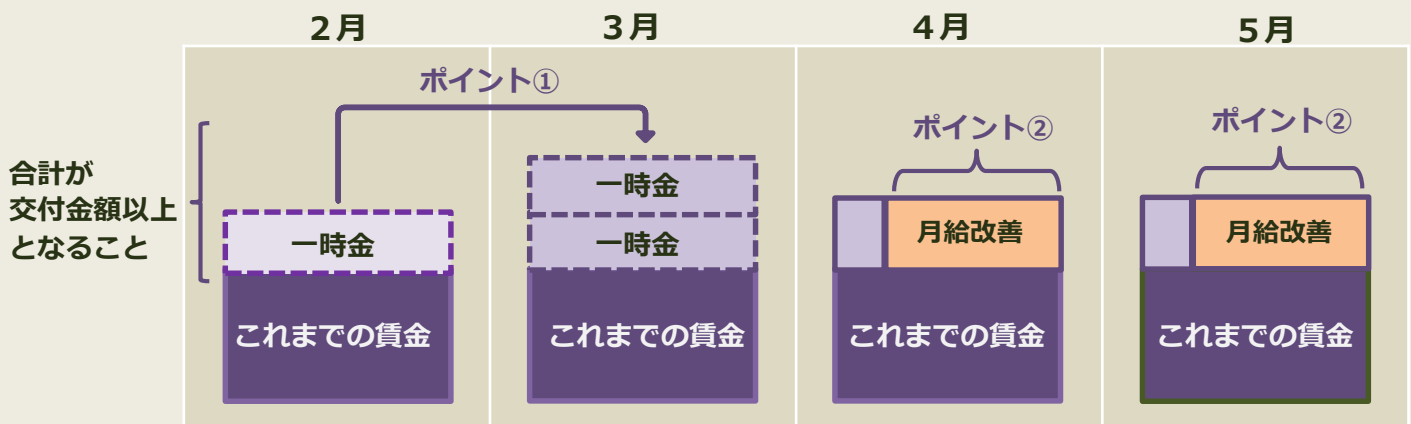 2月
3月
4月
5月
ポイント①
ポイント②
ポイント②
合計が
交付金額以上
となること
一時金
一時金
一時金
月給改善
月給改善
これまでの賃金
これまでの賃金
これまでの賃金
これまでの賃金